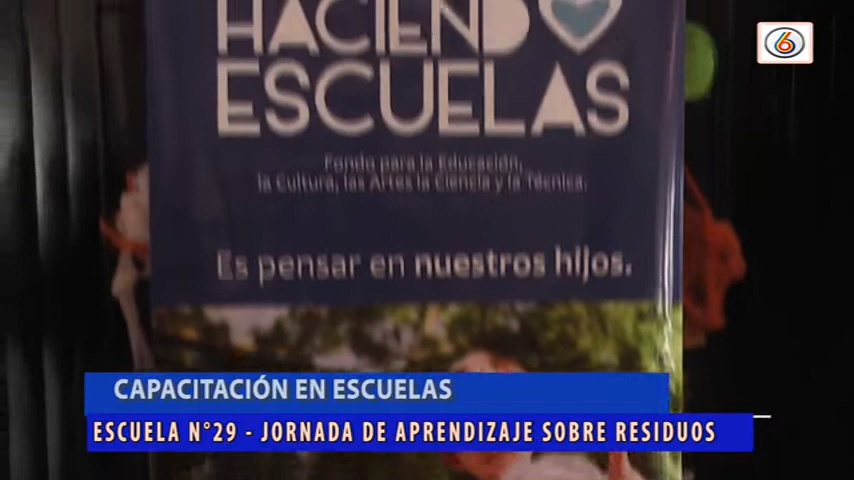 HACIENDO
ESCUELAS
Fondo para la Educación,
la Cultura, las Artes la Ciencia y la Técnica.
Es pensar en nuestros hijos.
6
CAPACITACIÓN EN ESCUELAS
ESCUELA N°29 - JORNADA DE APRENDIZAJE SOBRE RESIDUOS